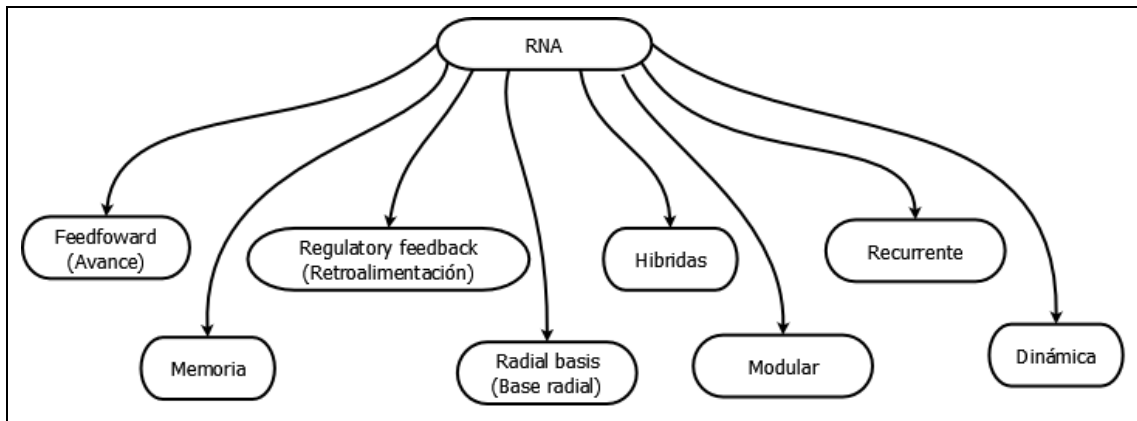 RNA
Feedfoward
(Avance)
Regulatory feedback
(Retroalimentación)
Hibridas
Recurrente
Memoria
Radial basis
(Base radial)
Modular
Dinámica